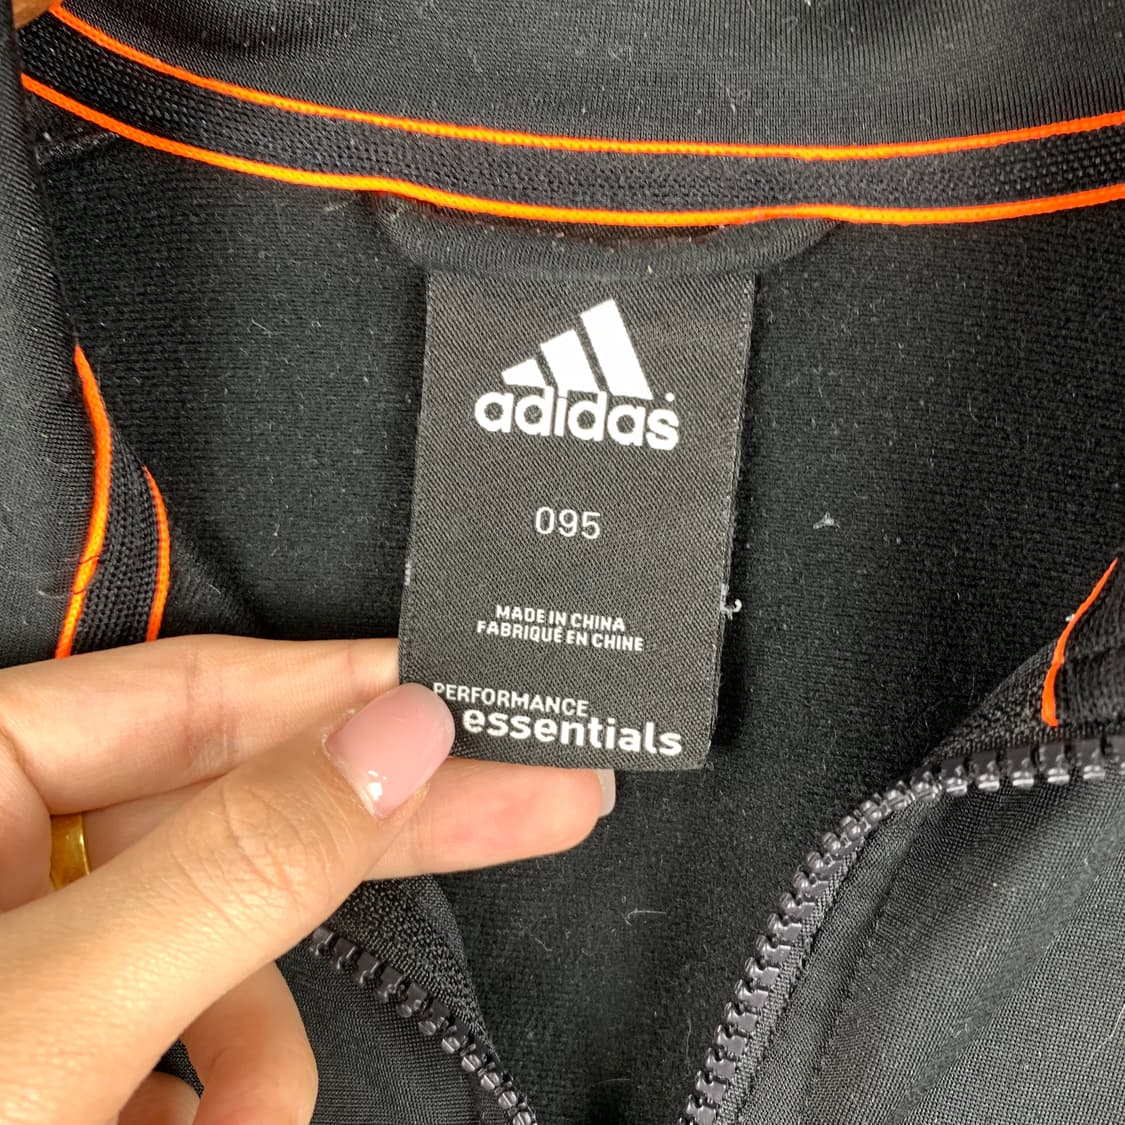 adidas
095
MADE IN CHINA
FABRIQUÉ EN CHINE
PERFORMANCE
essentials